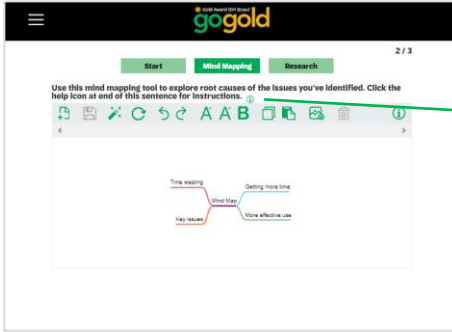 Gold Award Girl Scout
gogold
2 / 3
Start
Mind Mapping
Research
Use this mind mapping tool to explore root causes of the issues you've identified. Click the
help icon at end of this sentence for instructions.
A A B
Time wasting
Getting more time
Mind Map
Key issues
More effective use